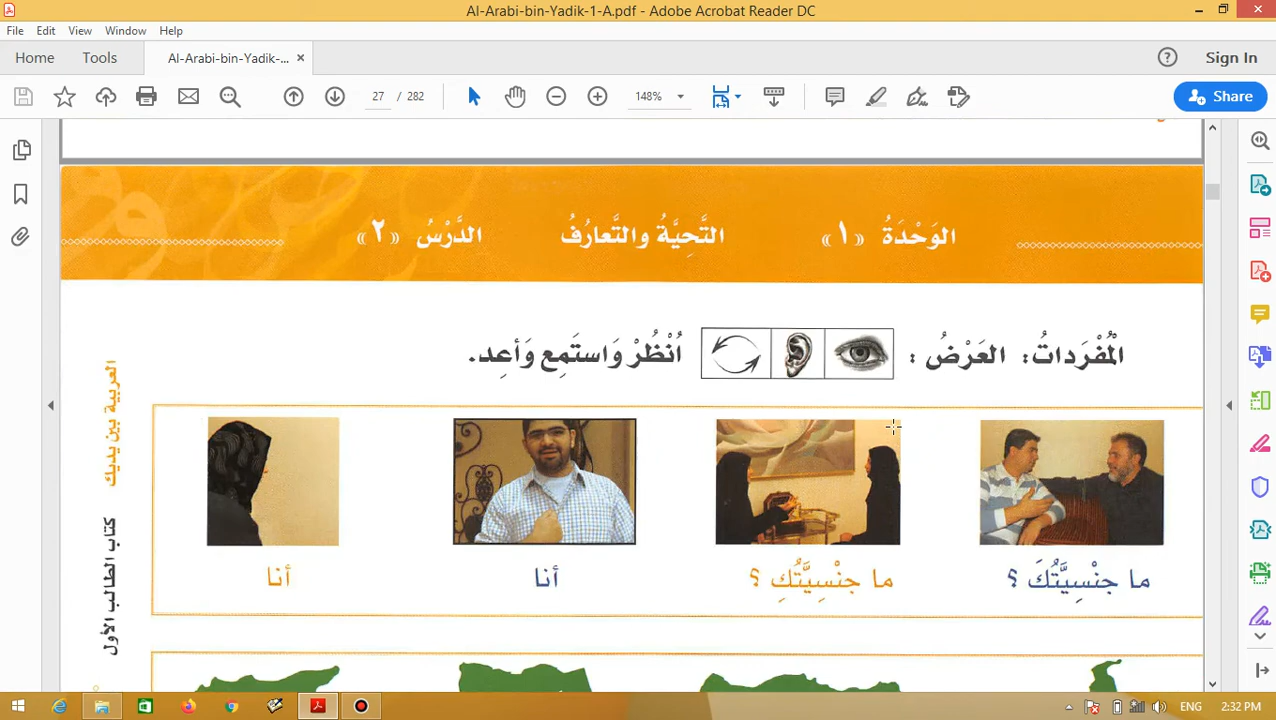 Al-Arabi-bin-Yadik-1-A.pdf - Adobe Acrobat Reader DC
File Edit View Window Help
Home Tools Al-Arabi-bin-Yadik-... × Sign In
27 / 282 148% Share
الوَحْدَةُ «١» التَّحِيَّةُ والتَّعارُفُ الدَّرْسُ «٢»
المُفْرَداتُ: العَرْضُ : اُنْظُرْ وَاستَمِع وَأعِد.
ما جِنْسِيَّتُكَ ؟ ما جِنْسِيَّتُكِ ؟ أنا أنا
العربية بين يديك
كتاب الطالب الأول
ENG 2:32 PM